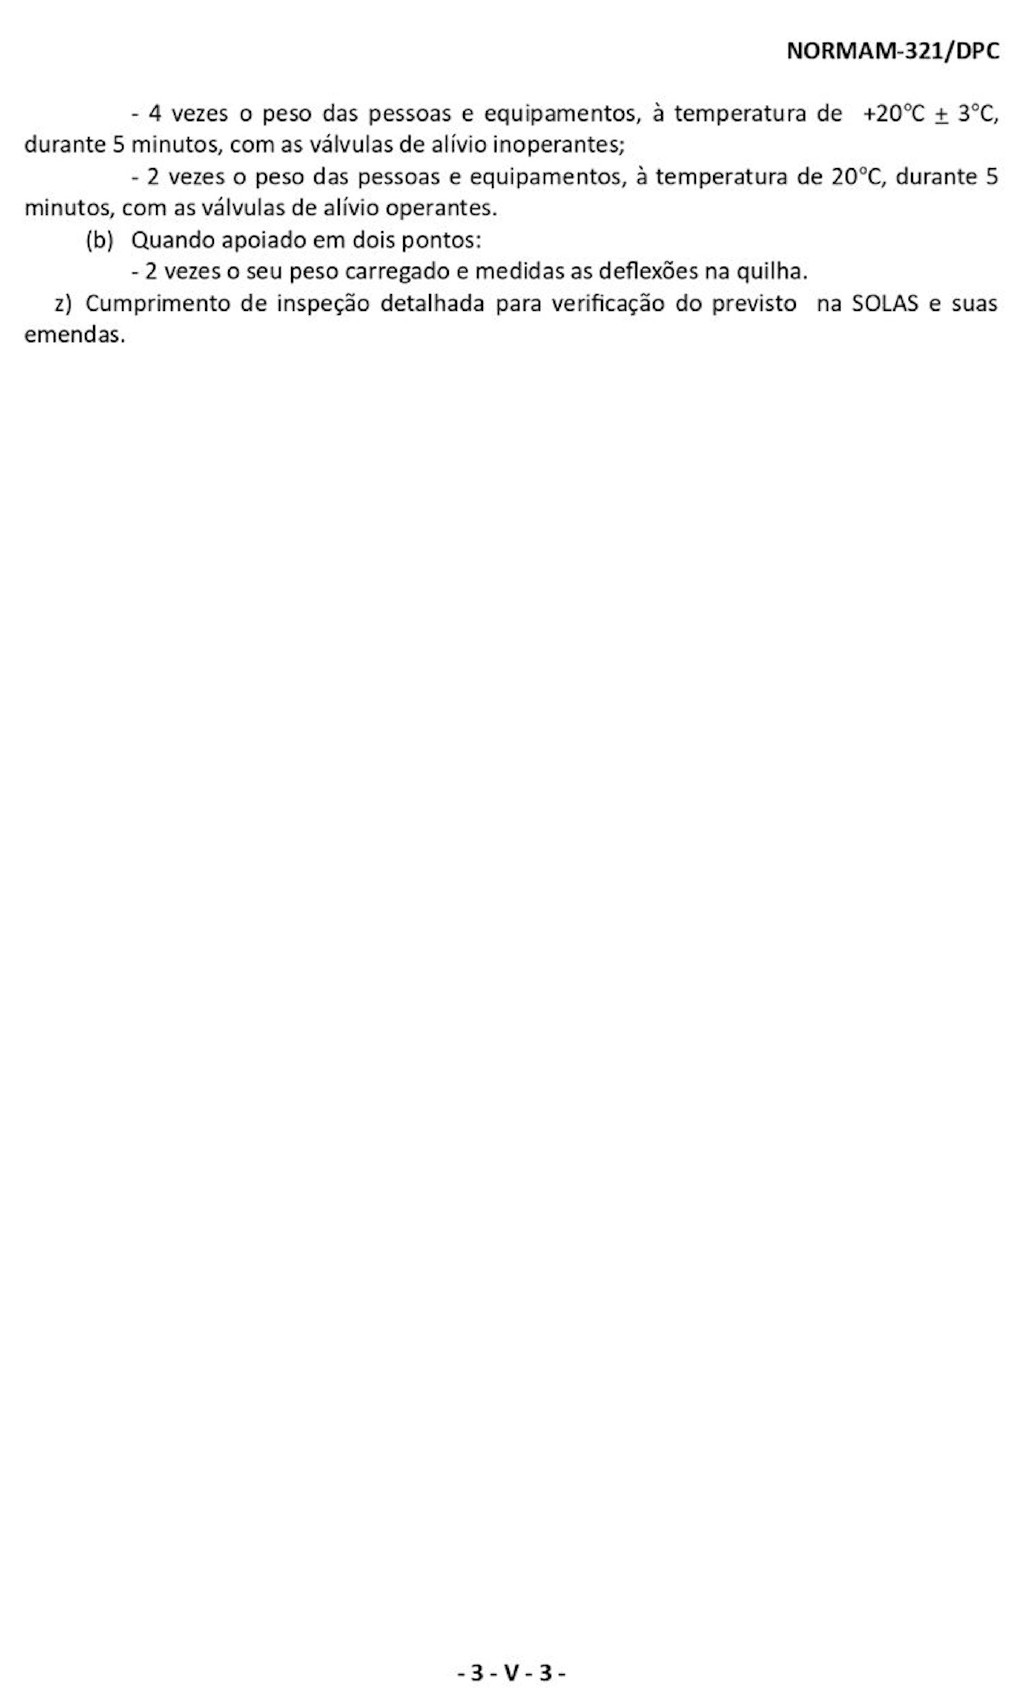 NORMAM-321/DPC
- 4 vezes o peso das pessoas e equipamentos, à temperatura de +20°C ± 3°C,
durante 5 minutos, com as válvulas de alívio inoperantes;
- 2 vezes o peso das pessoas e equipamentos, à temperatura de 20°C, durante 5
minutos, com as válvulas de alívio operantes.
(b) Quando apoiado em dois pontos:
- 2 vezes o seu peso carregado e medidas as deflexões na quilha.
z) Cumprimento de inspeção detalhada para verificação do previsto na SOLAS e suas
emendas.
- 3 - V - 3 -